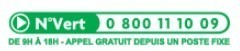 N°Vert 0 800 11 10 09
DE 9H À 18H - APPEL GRATUIT DEPUIS UN POSTE FIXE